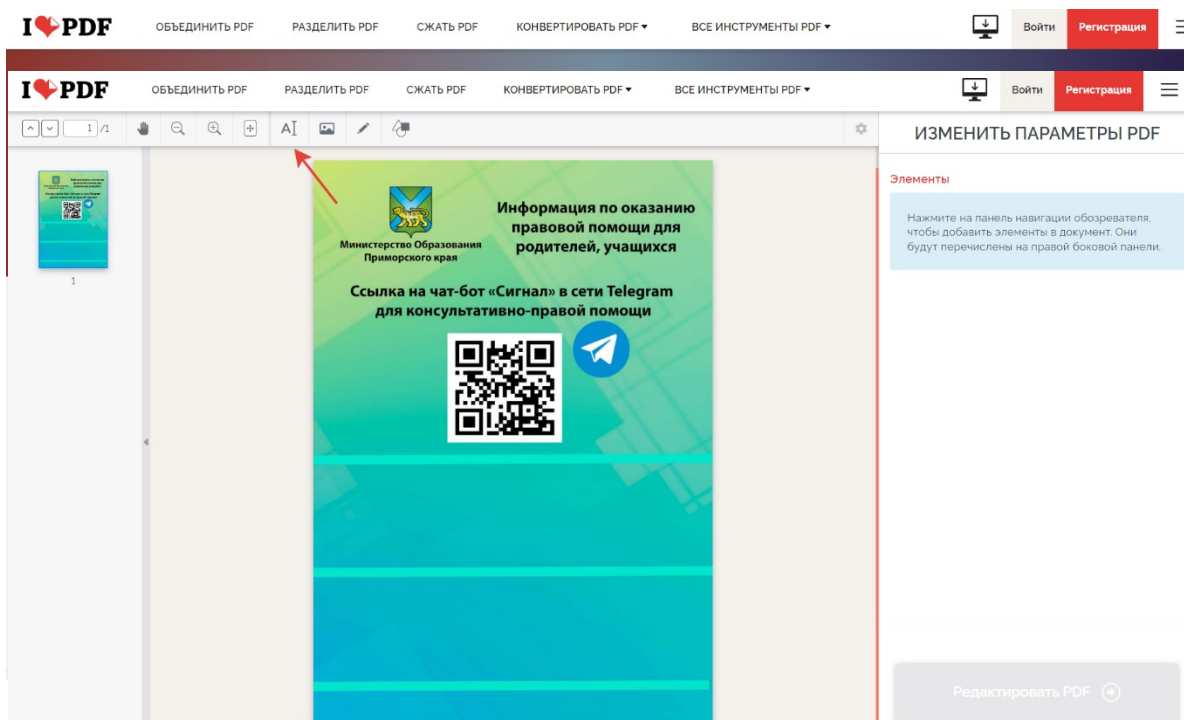 I PDF ОБЪЕДИНИТЬ PDF РАЗДЕЛИТЬ PDF СЖАТЬ PDF КОНВЕРТИРОВАТЬ PDF ВСЕ ИНСТРУМЕНТЫ PDF Войти Регистрация
I PDF ОБЪЕДИНИТЬ PDF РАЗДЕЛИТЬ PDF СЖАТЬ PDF КОНВЕРТИРОВАТЬ PDF ВСЕ ИНСТРУМЕНТЫ PDF Войти Регистрация
1 /1 A
1
Министерство Образования
Приморского края
Информация по оказанию
правовой помощи для
родителей, учащихся
Ссылка на чат-бот «Сигнал» в сети Telegram
для консультативно-правой помощи
ИЗМЕНИТЬ ПАРАМЕТРЫ PDF
Элементы
Нажмите на панель навигации обозревателя,
чтобы добавить элементы в документ. Они
будут перечислены на правой боковой панели.
Редактировать PDF